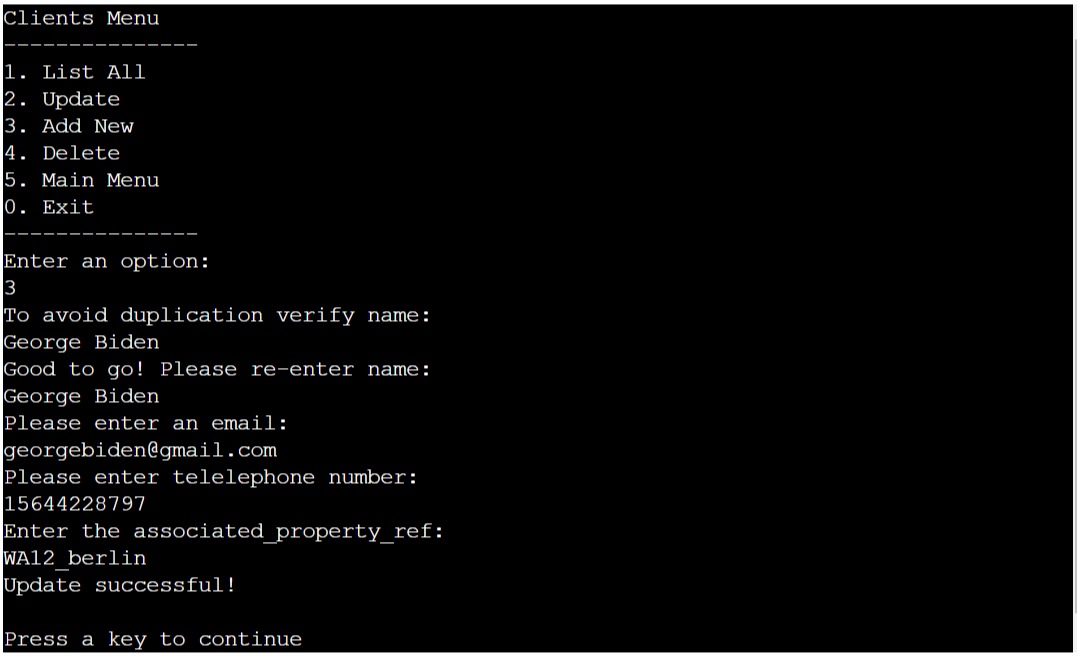 Clients Menu
---------------
1. List All
2. Update
3. Add New
4. Delete
5. Main Menu
0. Exit
---------------
Enter an option:
3
To avoid duplication verify name:
George Biden
Good to go! Please re-enter name:
George Biden
Please enter an email:
georgebiden@gmail.com
Please enter telelephone number:
15644228797
Enter the associated_property_ref:
WA12_berlin
Update successful!
Press a key to continue